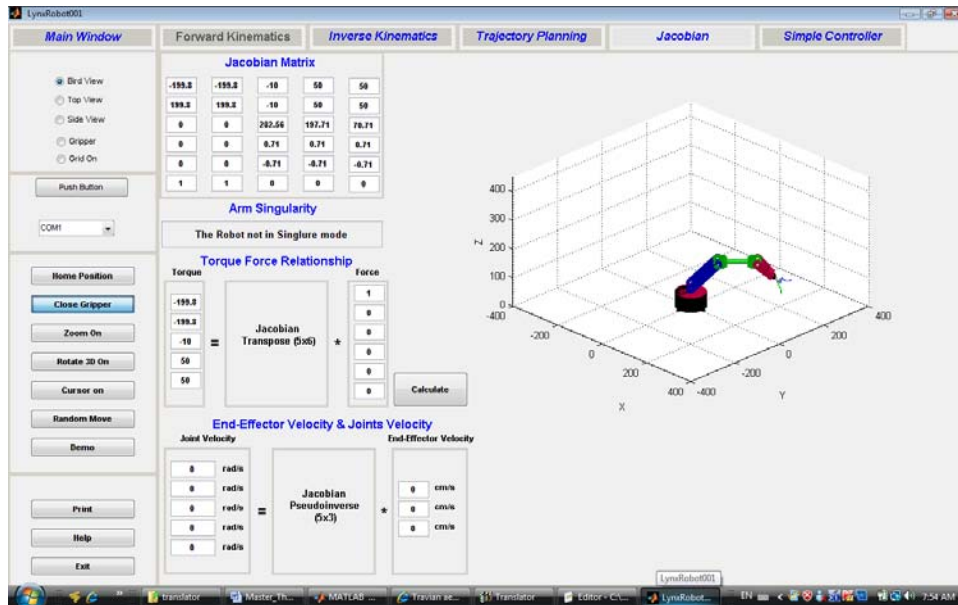 LynxRobot001
Main Window Forward Kinematics Inverse Kinematics Trajectory Planning Jacobian Simple Controller
Bird View
Top View
Side View
Gripper
Grid On
Push Button
COM1
Home Position
Close Gripper
Zoom On
Rotate 3D On
Cursor on
Random Move
Demo
Print
Help
Exit
Jacobian Matrix
-199.8 -199.8 -10 50 50
199.8 199.8 -10 50 50
0 0 282.56 197.71 70.71
0 0 0.71 0.71 0.71
0 0 -0.71 -0.71 -0.71
1 1 0 0 0
Arm Singularity
The Robot not in Singlure mode
Torque Force Relationship
Torque Force
-199.8
-199.8
-10
50
50
=
Jacobian
Transpose (5x6)
*
1
0
0
0
0
0
Calculate
End-Effector Velocity & Joints Velocity
Joint Velocity End-Effector Velocity
0 rad/s
0 rad/s
0 rad/s
0 rad/s
0 rad/s
=
Jacobian
Pseudoinverse
(5x3)
*
0 cm/s
0 cm/s
0 cm/s
400
300
200
100
0
Z
-400
-200
0
200
400
X
-400
-200
0
200
400
Y
LynxRobot001
translator Master_Th... MATLAB ... Travian ... Translator Editor - C:\... LynxRobot... EN 7:54 AM